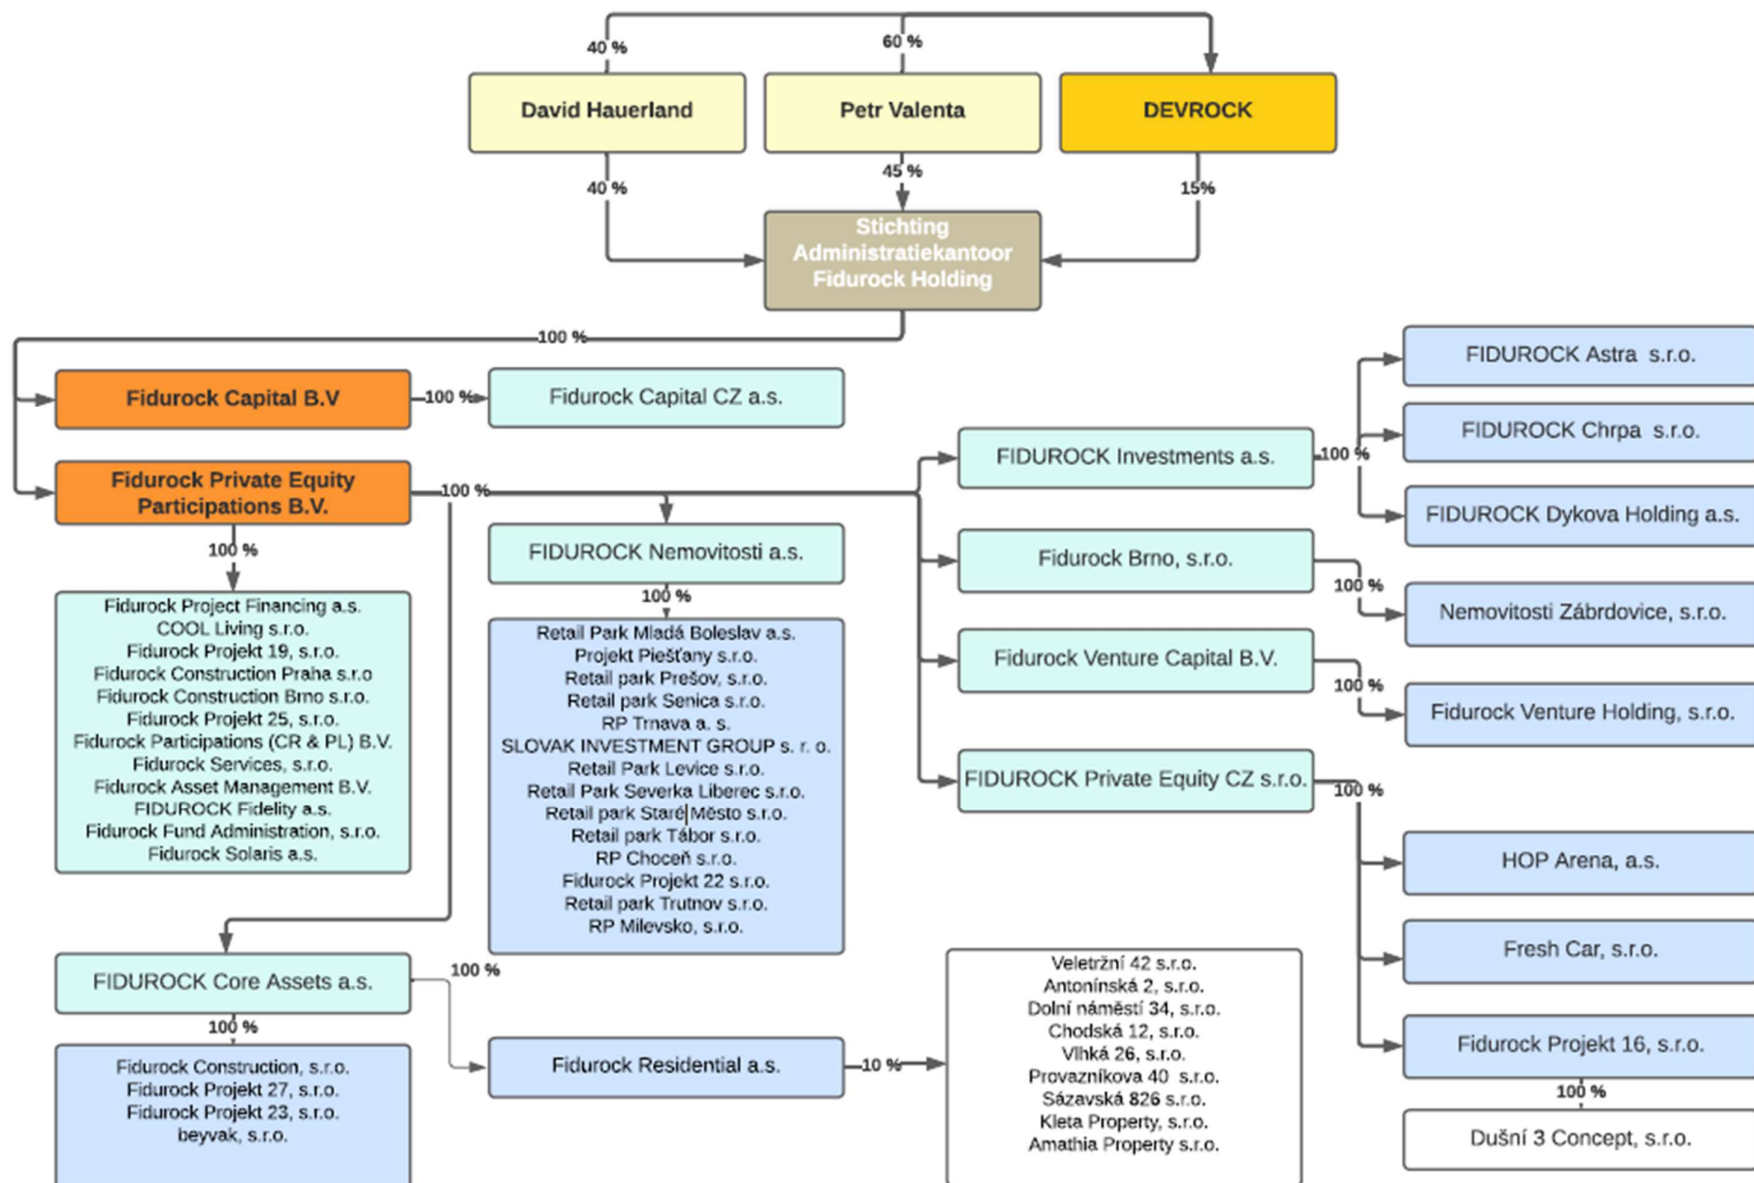 40 %
60 %
David Hauerland
Petr Valenta
DEVROCK
40 %
45 %
15%
Stichting
Administratiekantoor
Fidurock Holding
100 %
Fidurock Capital B.V
100 %
Fidurock Capital CZ a.s.
Fidurock Private Equity
Participations B.V.
100 %
100 %
Fidurock Project Financing a.s.
COOL Living s.r.o.
Fidurock Projekt 19, s.r.o.
Fidurock Construction Praha s.r.o
Fidurock Construction Brno s.r.o.
Fidurock Projekt 25, s.r.o.
Fidurock Participations (CR & PL) B.V.
Fidurock Services, s.r.o.
Fidurock Asset Management B.V.
FIDUROCK Fidelity a.s.
Fidurock Fund Administration, s.r.o.
Fidurock Solaris a.s.
FIDUROCK Nemovitosti a.s.
100 %
Retail Park Mladá Boleslav a.s.
Projekt Piešťany s.r.o.
Retail park Prešov, s.r.o.
Retail park Senica s.r.o.
RP Trnava a. s.
SLOVAK INVESTMENT GROUP s. r. o.
Retail Park Levice s.r.o.
Retail Park Severka Liberec s.r.o.
Retail park Staré Město s.r.o.
Retail park Tábor s.r.o.
RP Choceň s.r.o.
Fidurock Projekt 22 s.r.o.
Retail park Trutnov s.r.o.
RP Milevsko, s.r.o.
FIDUROCK Investments a.s.
100 %
FIDUROCK Astra s.r.o.
FIDUROCK Chrpa s.r.o.
FIDUROCK Dykova Holding a.s.
Fidurock Brno, s.r.o.
100 %
Nemovitosti Zábrdovice, s.r.o.
Fidurock Venture Capital B.V.
100 %
Fidurock Venture Holding, s.r.o.
FIDUROCK Private Equity CZ s.r.o.
100 %
HOP Arena, a.s.
Fresh Car, s.r.o.
Fidurock Projekt 16, s.r.o.
100 %
Dušní 3 Concept, s.r.o.
FIDUROCK Core Assets a.s.
100 %
100 %
Fidurock Construction, s.r.o.
Fidurock Projekt 27, s.r.o.
Fidurock Projekt 23, s.r.o.
beyvak, s.r.o.
Fidurock Residential a.s.
10 %
Veletržní 42 s.r.o.
Antonínská 2, s.r.o.
Dolní náměstí 34, s.r.o.
Chodská 12, s.r.o.
Vlhká 26, s.r.o.
Provazníkova 40 s.r.o.
Sázavská 826 s.r.o.
Kleta Property, s.r.o.
Amathia Property s.r.o.